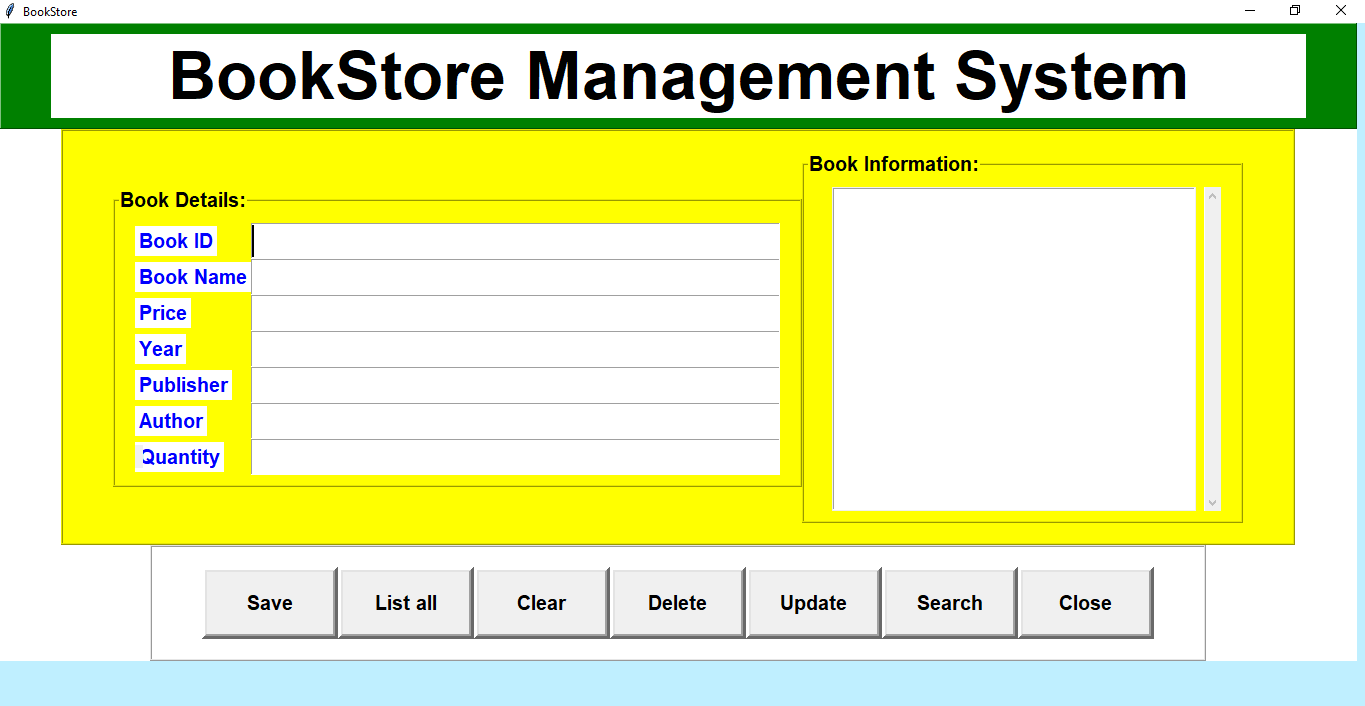 BookStore
BookStore Management System
Book Details:
Book ID
Book Name
Price
Year
Publisher
Author
Quantity
Book Information:
Save List all Clear Delete Update Search Close